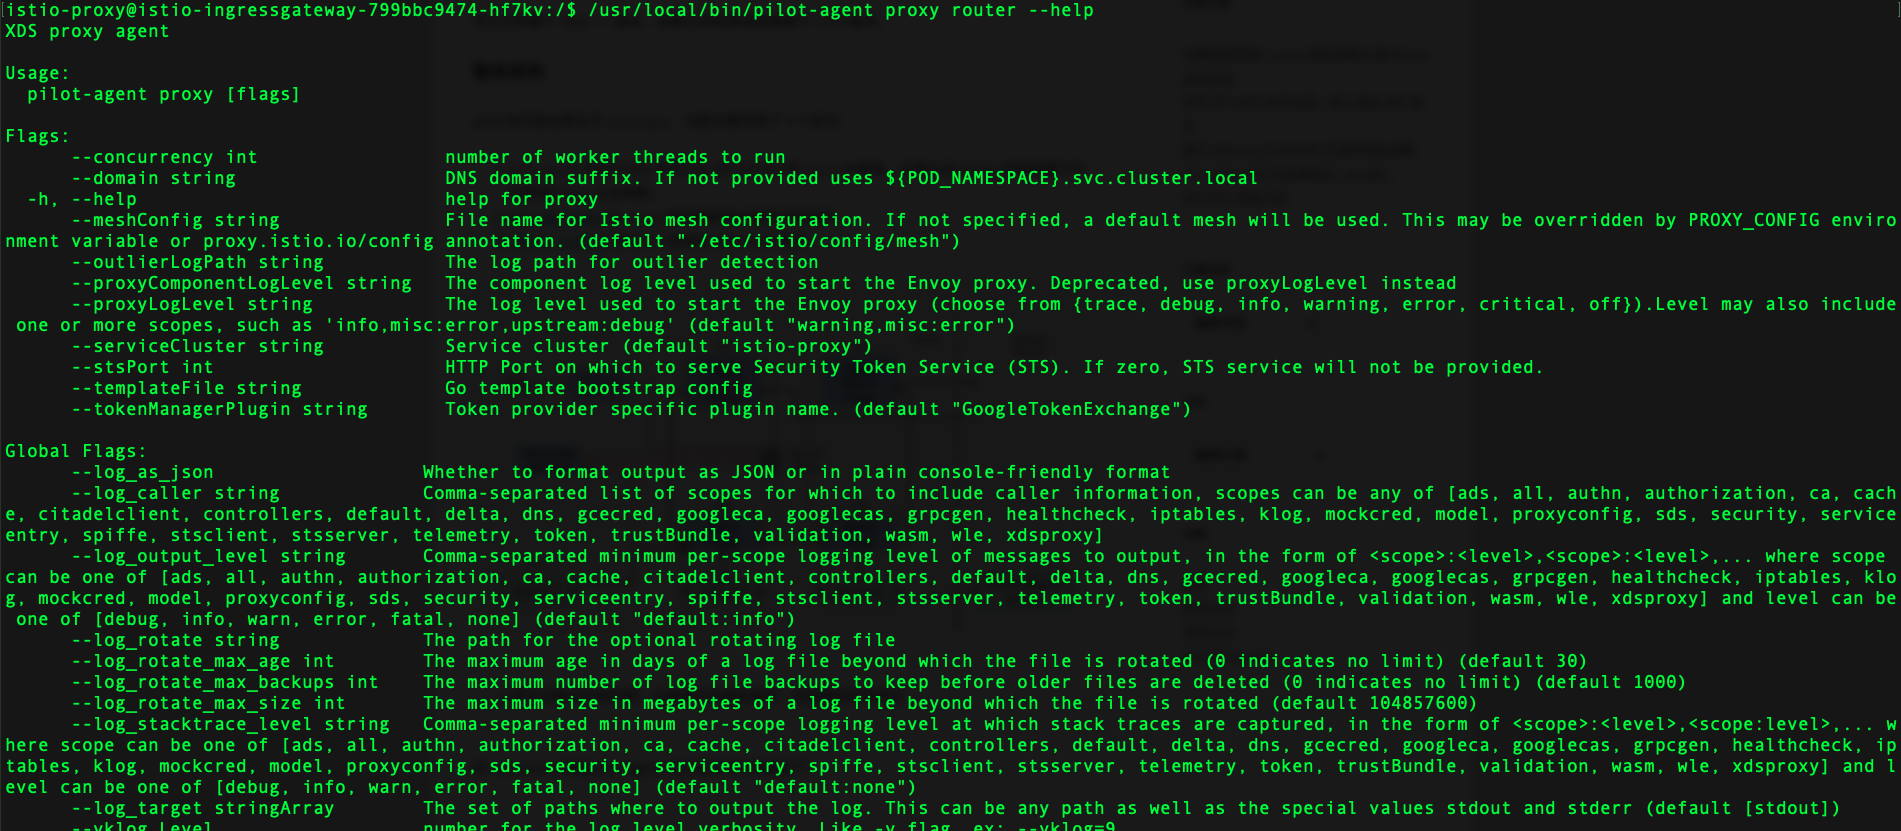 istio-proxy@istio-ingressgateway-799bbc9474-hf7kv:/$ /usr/local/bin/pilot-agent proxy router --help
XDS proxy agent
Usage:
  pilot-agent proxy [flags]
Flags:
      --concurrency int                 number of worker threads to run
      --domain string                   DNS domain suffix. If not provided uses ${POD_NAMESPACE}.svc.cluster.local
  -h, --help                            help for proxy
      --meshConfig string               File name for Istio mesh configuration. If not specified, a default mesh will be used. This may be overridden by PROXY_CONFIG enviro
nment variable or proxy.istio.io/config annotation. (default "./etc/istio/config/mesh")
      --outlierLogPath string           The log path for outlier detection
      --proxyComponentLogLevel string   The component log level used to start the Envoy proxy. Deprecated, use proxyLogLevel instead
      --proxyLogLevel string            The log level used to start the Envoy proxy (choose from {trace, debug, info, warning, error, critical, off}).Level may also include
 one or more scopes, such as 'info,misc:error,upstream:debug' (default "warning,misc:error")
      --serviceCluster string           Service cluster (default "istio-proxy")
      --stsPort int                     HTTP Port on which to serve Security Token Service (STS). If zero, STS service will not be provided.
      --templateFile string             Go template bootstrap config
      --tokenManagerPlugin string       Token provider specific plugin name. (default "GoogleTokenExchange")
Global Flags:
      --log_as_json                   Whether to format output as JSON or in plain console-friendly format
      --log_caller string             Comma-separated list of scopes for which to include caller information, scopes can be any of [ads, all, authn, authorization, ca, cach
e, citadelclient, controllers, default, delta, dns, gcecred, googleca, googlecas, grpcgen, healthcheck, iptables, klog, mockcred, model, proxyconfig, sds, security, service
entry, spiffe, stsclient, stsserver, telemetry, token, trustBundle, validation, wasm, wle, xdsproxy]
      --log_output_level string       Comma-separated minimum per-scope logging level of messages to output, in the form of <scope>:<level>,<scope>:<level>,... where scope
can be one of [ads, all, authn, authorization, ca, cache, citadelclient, controllers, default, delta, dns, gcecred, googleca, googlecas, grpcgen, healthcheck, iptables, klo
g, mockcred, model, proxyconfig, sds, security, serviceentry, spiffe, stsclient, stsserver, telemetry, token, trustBundle, validation, wasm, wle, xdsproxy] and level can be
 one of [debug, info, warn, error, fatal, none] (default "default:info")
      --log_rotate string             The path for the optional rotating log file
      --log_rotate_max_age int        The maximum age in days of a log file beyond which the file is rotated (0 indicates no limit) (default 30)
      --log_rotate_max_backups int    The maximum number of log file backups to keep before older files are deleted (0 indicates no limit) (default 1000)
      --log_rotate_max_size int       The maximum size in megabytes of a log file beyond which the file is rotated (default 104857600)
      --log_stacktrace_level string   Comma-separated minimum per-scope logging level at which stack traces are captured, in the form of <scope>:<level>,<scope:level>,... w
here scope can be one of [ads, all, authn, authorization, ca, cache, citadelclient, controllers, default, delta, dns, gcecred, googleca, googlecas, grpcgen, healthcheck, ip
tables, klog, mockcred, model, proxyconfig, sds, security, serviceentry, spiffe, stsclient, stsserver, telemetry, token, trustBundle, validation, wasm, wle, xdsproxy] and l
evel can be one of [debug, info, warn, error, fatal, none] (default "default:none")
      --log_target stringArray        The set of paths where to output the log. This can be any path as well as the special values stdout and stderr (default [stdout])
      --vklog Level                   number for the log level verbosity. Like -v flag. ex: --vklog=9